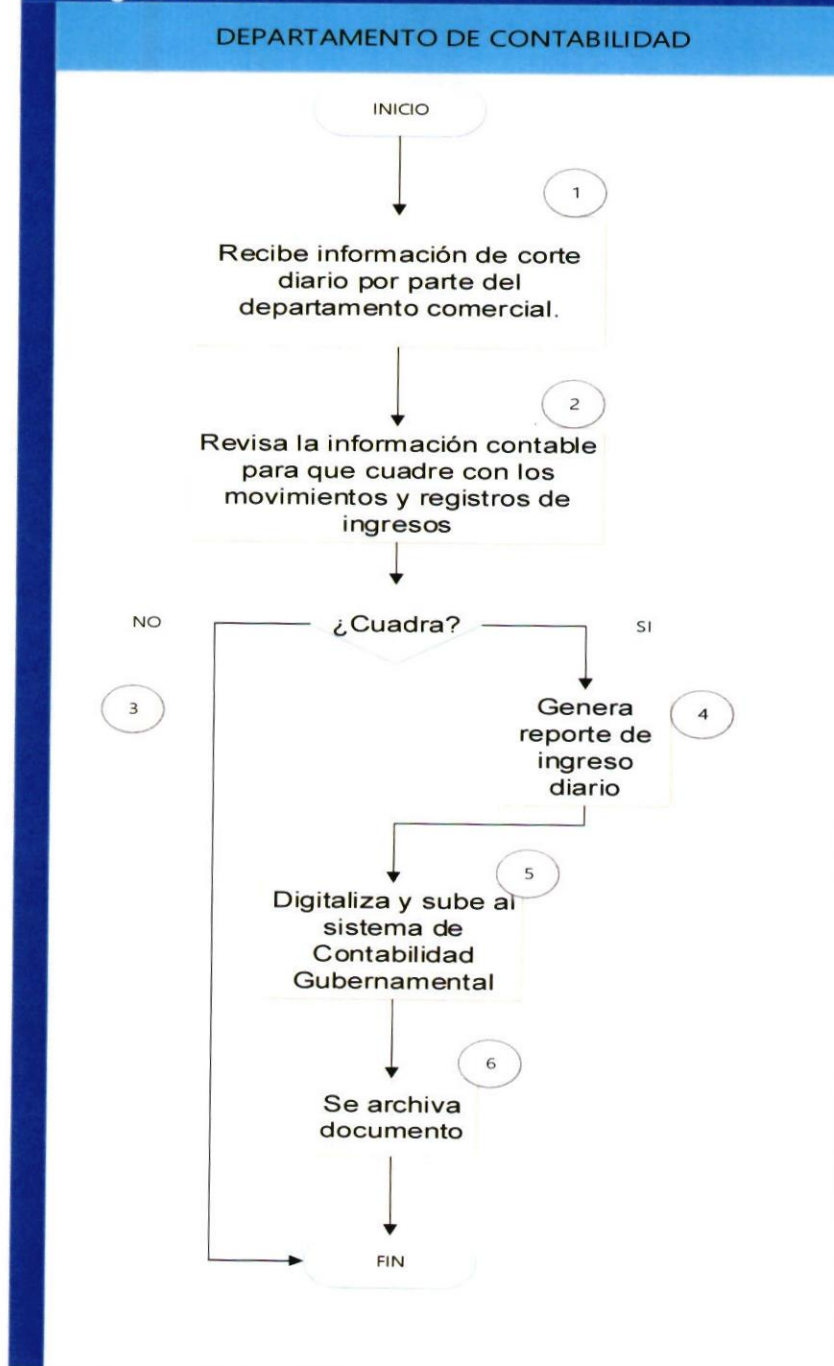 DEPARTAMENTO DE CONTABILIDAD
INICIO
1
Recibe información de corte
diario por parte del
departamento comercial.
2
Revisa la información contable
para que cuadre con los
movimientos y registros de
ingresos
NO
¿Cuadra?
SI
3
Genera
reporte de
ingreso
diario
4
5
Digitaliza y sube al
sistema de
Contabilidad
Gubernamental
6
Se archiva
documento
FIN